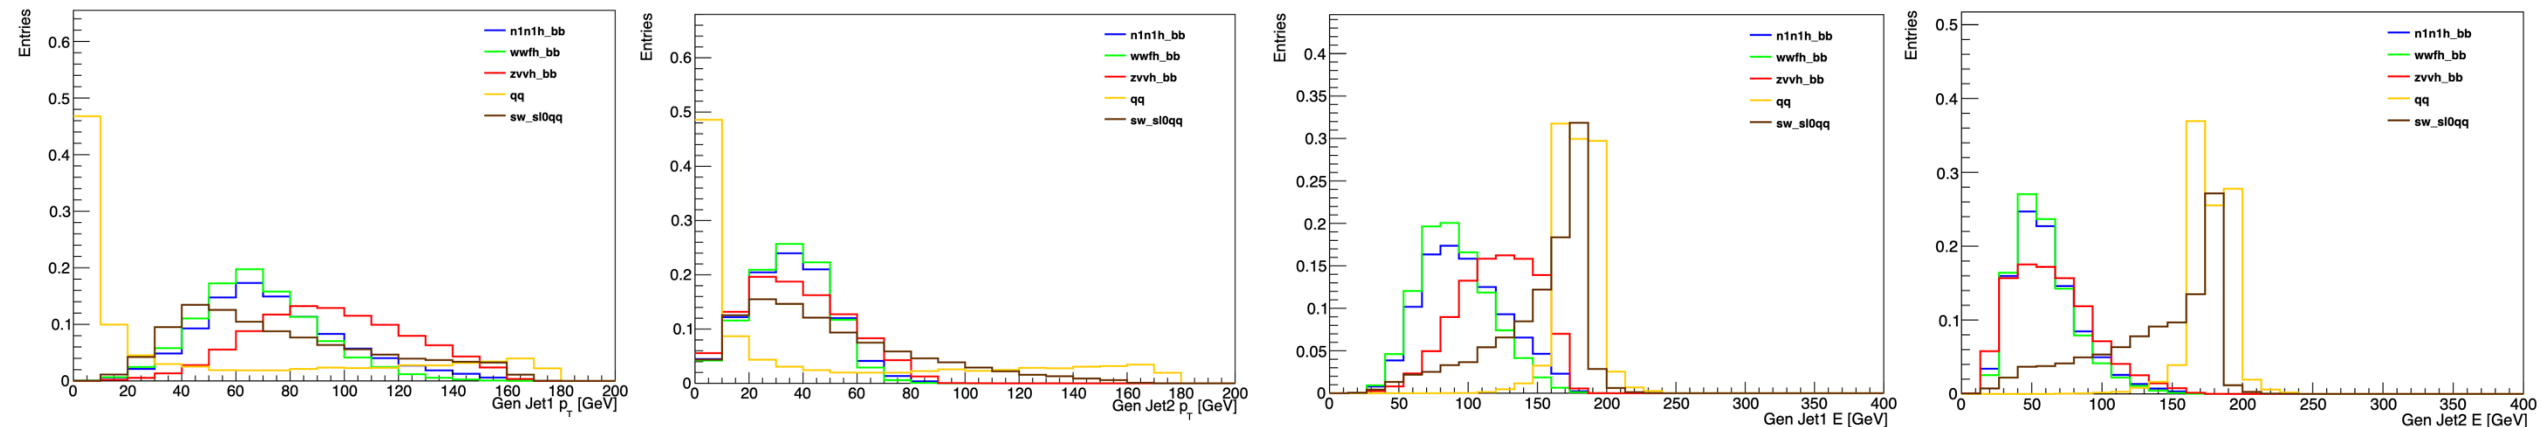 Entries
0.6
0.5
0.4
0.3
0.2
0.1
0
0 20 40 60 80 100 120 140 160 180 200
Gen Jet1 p_T [GeV]
n1n1h_bb
wwfh_bb
zvvh_bb
qq
sw_sl0qq
Entries
0.6
0.5
0.4
0.3
0.2
0.1
0
0 20 40 60 80 100 120 140 160 180 200
Gen Jet2 p_T [GeV]
n1n1h_bb
wwfh_bb
zvvh_bb
qq
sw_sl0qq
Entries
0.4
0.35
0.3
0.25
0.2
0.15
0.1
0.05
0
0 50 100 150 200 250 300 350 400
Gen Jet1 E [GeV]
n1n1h_bb
wwfh_bb
zvvh_bb
qq
sw_sl0qq
Entries
0.5
0.4
0.3
0.2
0.1
0
0 50 100 150 200 250 300 350 400
Gen Jet2 E [GeV]
n1n1h_bb
wwfh_bb
zvvh_bb
qq
sw_sl0qq